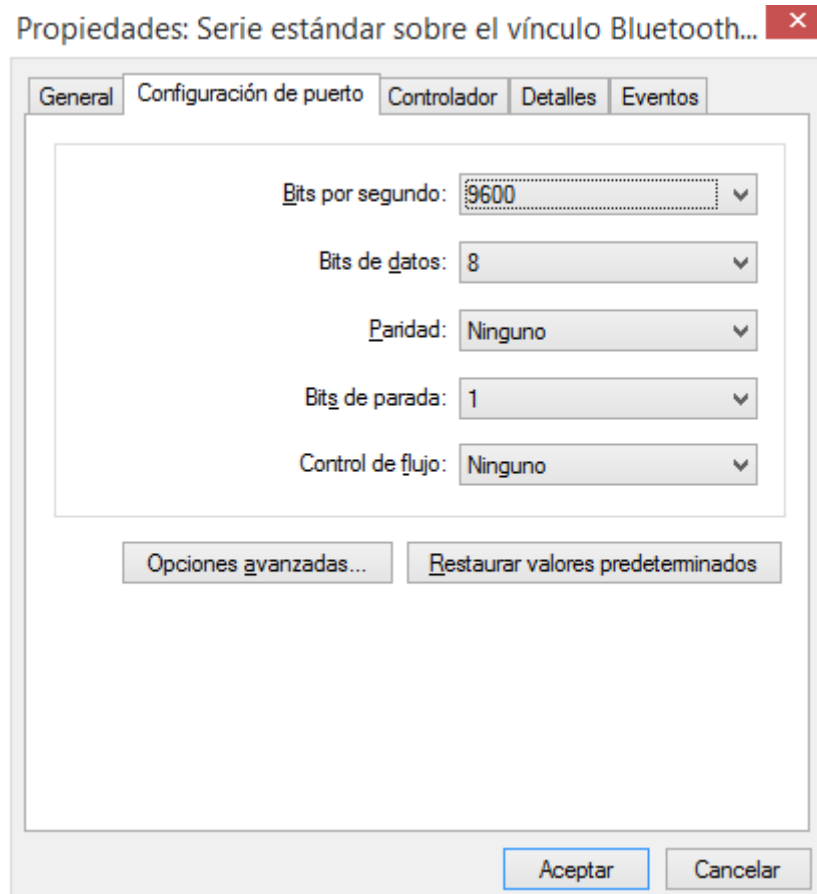 Propiedades: Serie estándar sobre el vínculo Bluetooth...
General Configuración de puerto Controlador Detalles Eventos
Bits por segundo: 9600
Bits de datos: 8
Paridad: Ninguno
Bits de parada: 1
Control de flujo: Ninguno
Opciones avanzadas... Restaurar valores predeterminados
Aceptar Cancelar